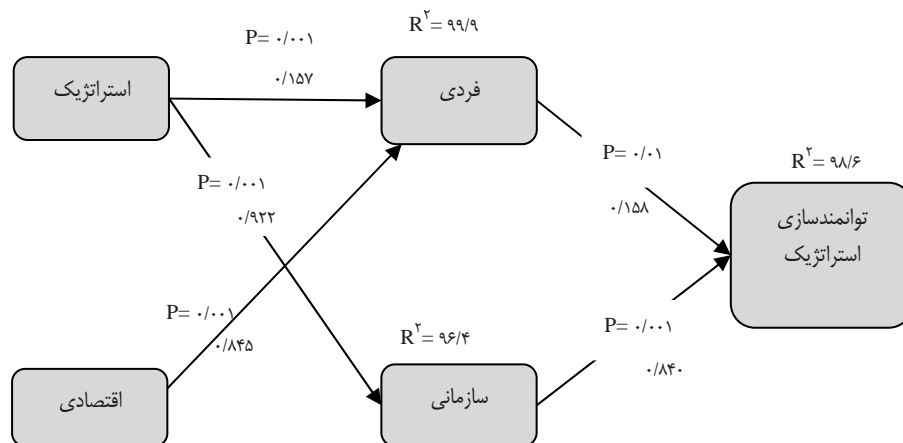 R۲= ۹۹/۹
P= ۰/۰۰۱
۰/۱۵۷
استراتژیک
فردی
P= ۰/۰۱
R۲= ۹۸/۶
P= ۰/۰۰۱
۰/۱۵۸
۰/۹۲۲
توانمندسازی
استراتژیک
P= ۰/۰۰۱
P= ۰/۰۰۱
R۲= ۹۶/۴
۰/۸۴۵
۰/۸۴۰
اقتصادی
سازمانی